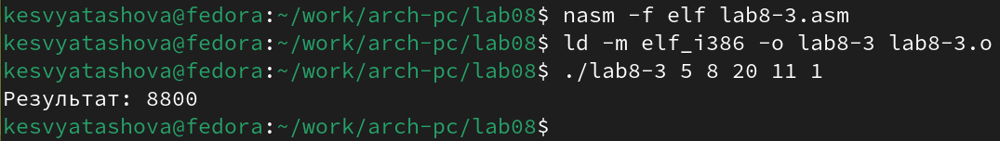 kesvyatashova@fedora:~/work/arch-pc/lab08$ nasm -f elf lab8-3.asm
kesvyatashova@fedora:~/work/arch-pc/lab08$ ld -m elf_i386 -o lab8-3 lab8-3.o
kesvyatashova@fedora:~/work/arch-pc/lab08$ ./lab8-3 5 8 20 11 1
Результат: 8800
kesvyatashova@fedora:~/work/arch-pc/lab08$